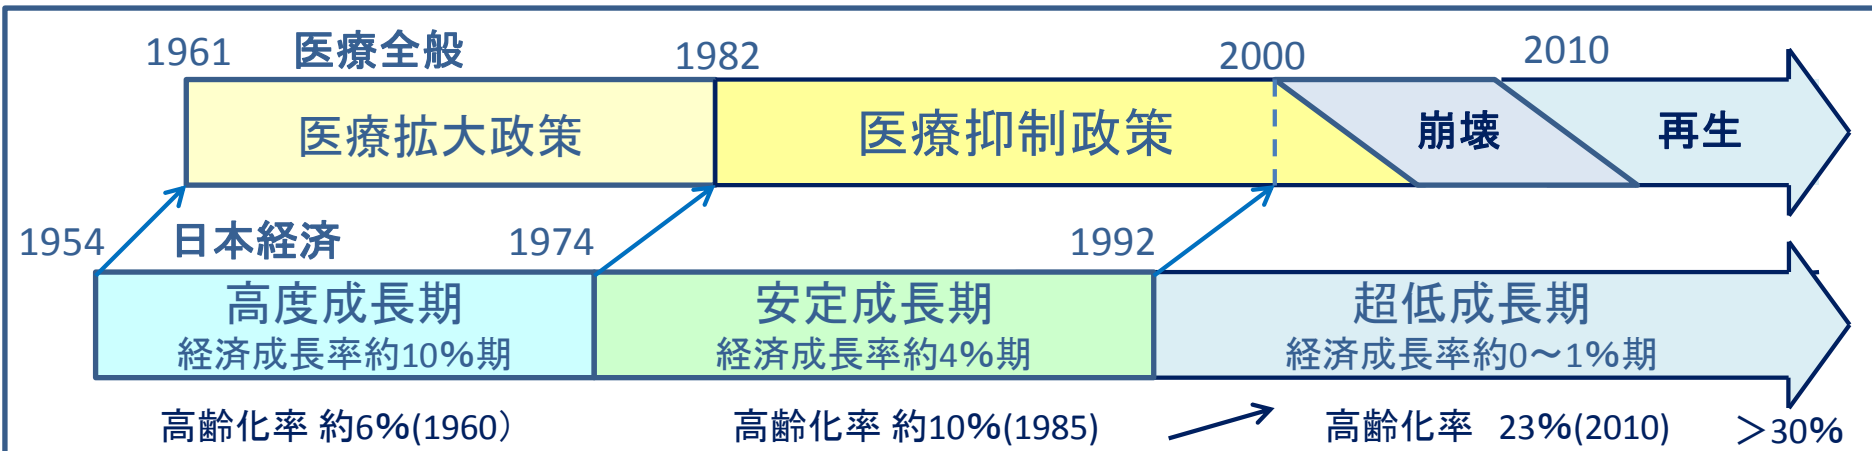 1961 医療全般 1982 2000 2010
医療拡大政策 医療抑制政策 崩壊 再生
1954 日本経済 1974 1992
高度成長期 安定成長期 超低成長期
経済成長率約10%期 経済成長率約4%期 経済成長率約0～1%期
高齢化率 約6%(1960） 高齢化率 約10%(1985) 高齢化率 23%(2010) ＞30%